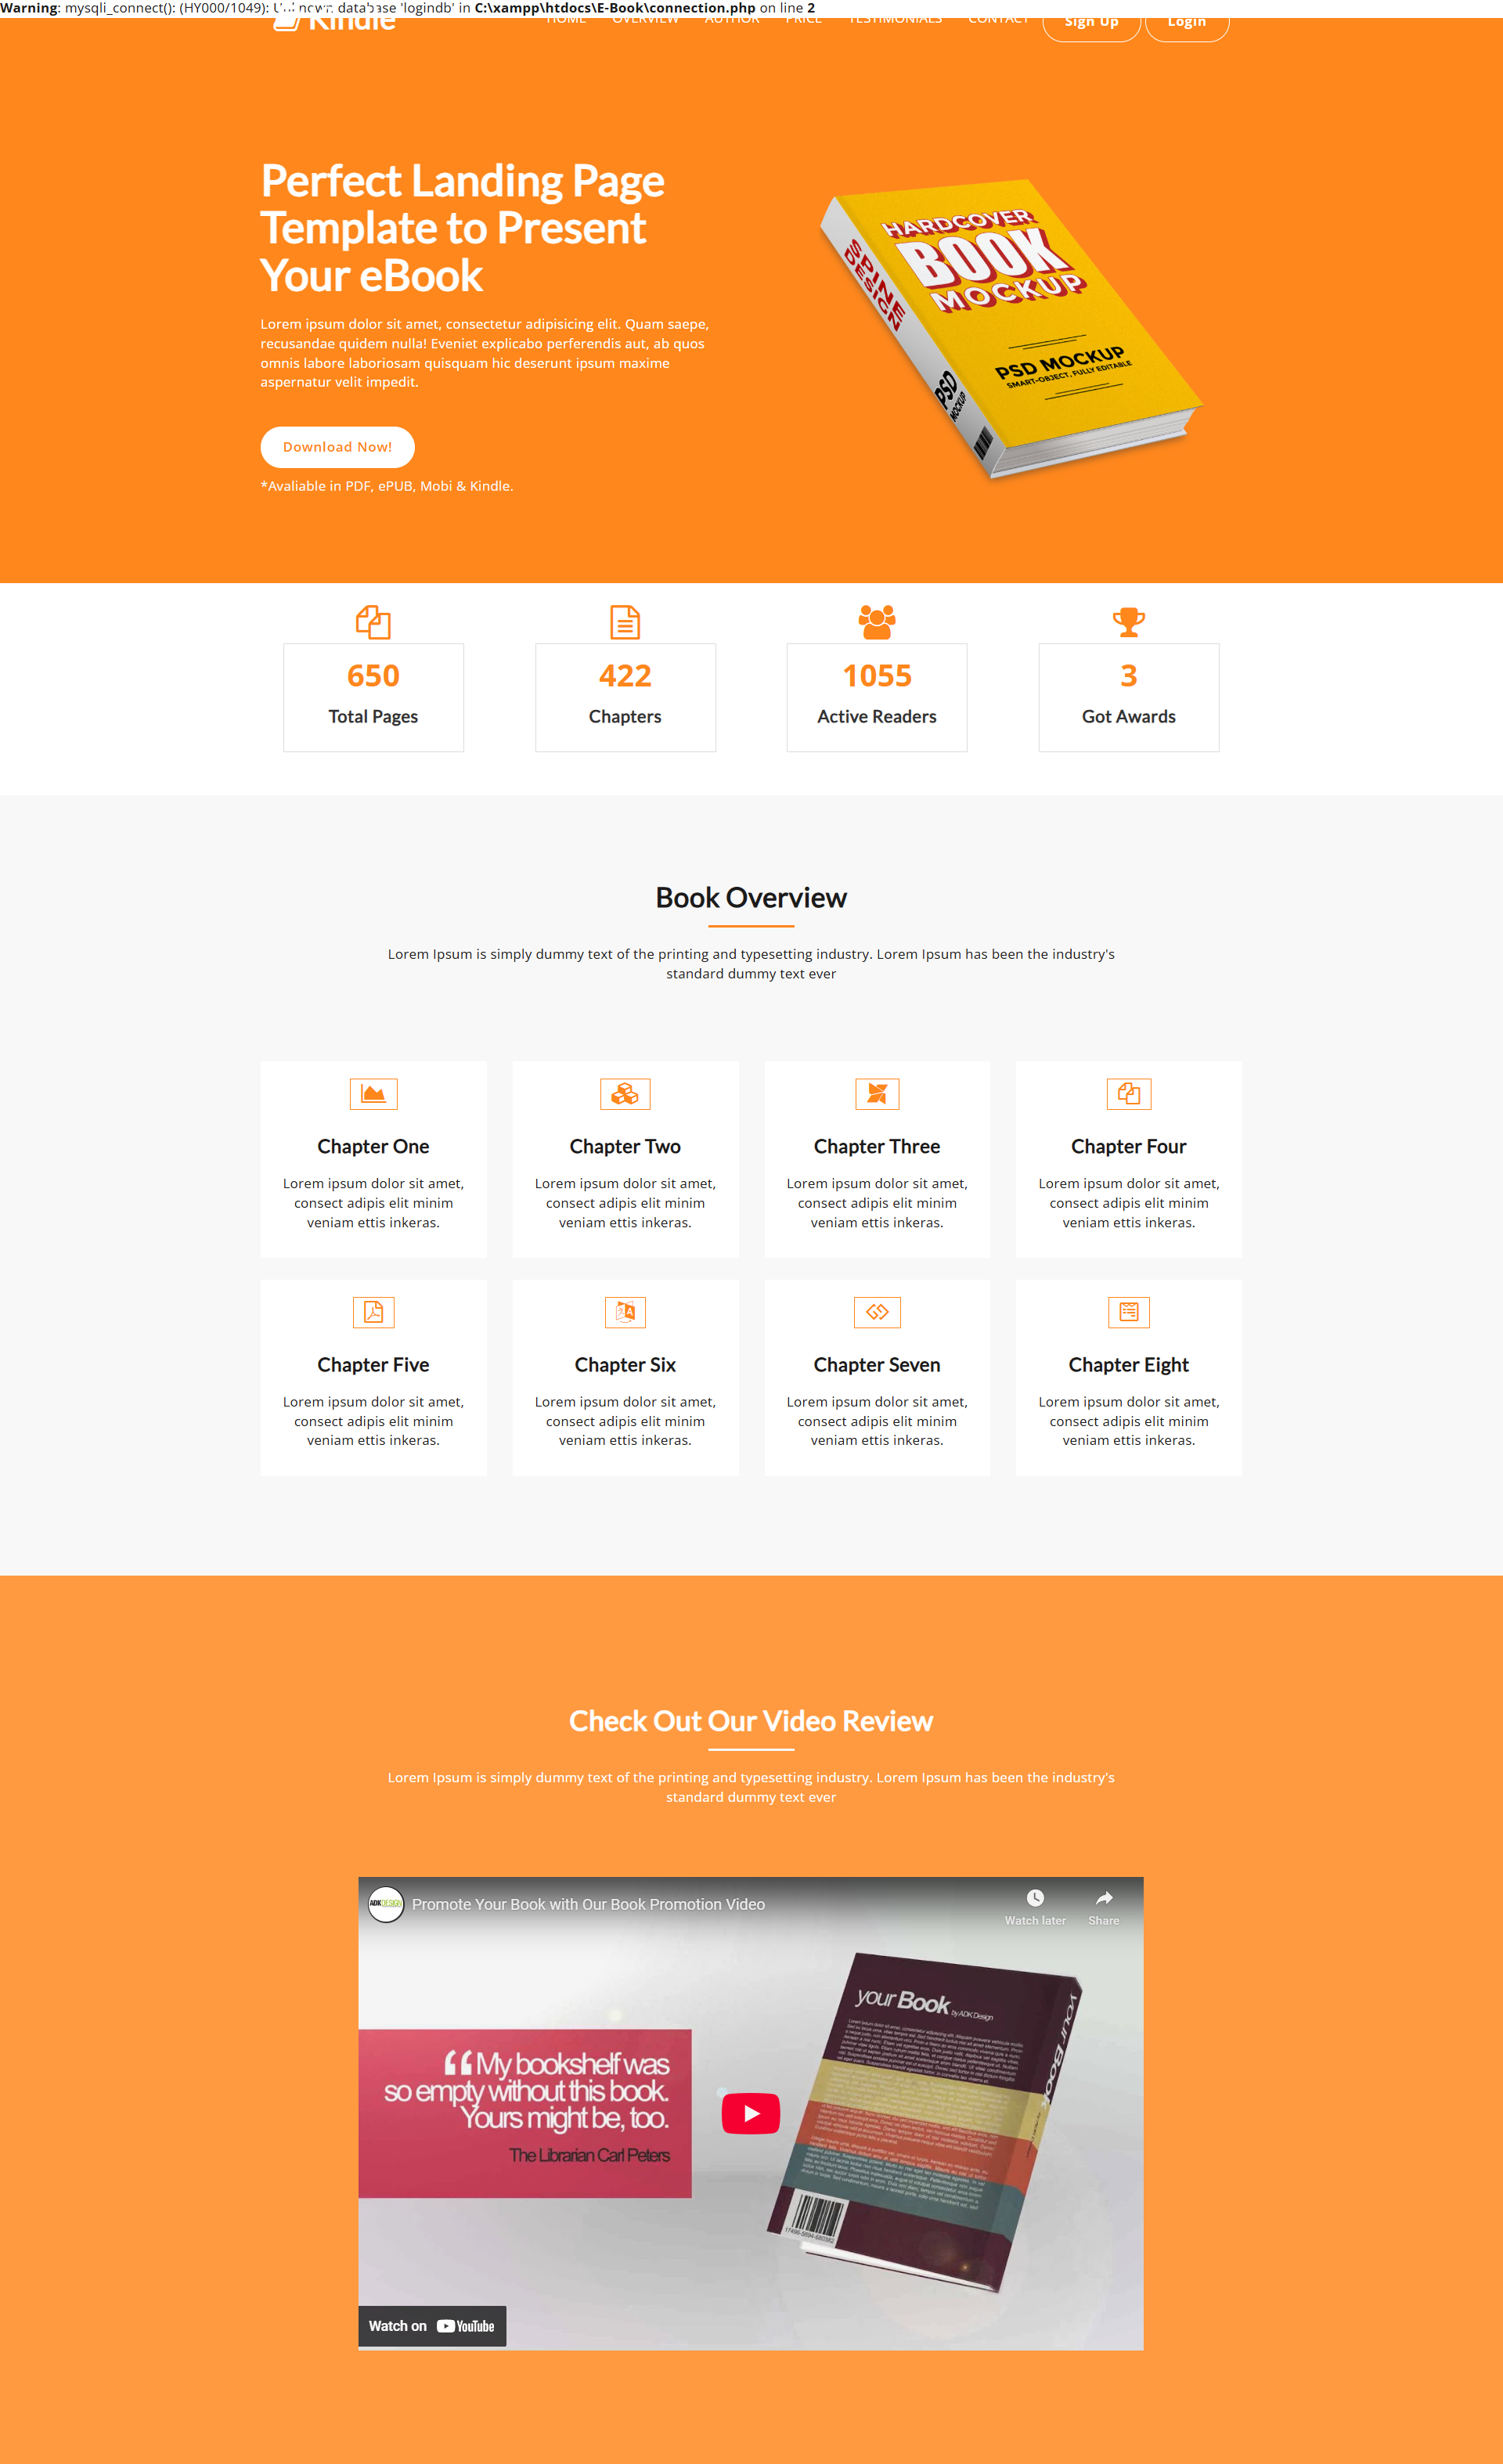 Warning: mysqli_connect(): (HY000/1049): Unknown database 'logindb' in C:\xampp\htdocs\E-Book\connection.php on line 2
Kindle HOME OVERVIEW AUTHOR PRICE TESTIMONIALS CONTACT Sign Up Login
Perfect Landing Page
Template to Present
Your eBook
Lorem ipsum dolor sit amet, consectetur adipisicing elit. Quam saepe,
recusandae quidem nulla! Eveniet explicabo perferendis aut, ab quos
omnis labore laboriosam quisquam hic deserunt ipsum maxime
aspernatur velit impedit.
Download Now!
*Avaliable in PDF, ePUB, Mobi & Kindle.
HARDCOVER
BOOK
MOCKUP
PSD MOCKUP
SMART-OBJECT, FULLY EDITABLE
SPINE
DESIGN
PSD
MOCKUP
650
Total Pages
422
Chapters
1055
Active Readers
3
Got Awards
Book Overview
Lorem Ipsum is simply dummy text of the printing and typesetting industry. Lorem Ipsum has been the industry's
standard dummy text ever
Chapter One
Lorem ipsum dolor sit amet,
consect adipis elit minim
veniam ettis inkeras.
Chapter Two
Lorem ipsum dolor sit amet,
consect adipis elit minim
veniam ettis inkeras.
Chapter Three
Lorem ipsum dolor sit amet,
consect adipis elit minim
veniam ettis inkeras.
Chapter Four
Lorem ipsum dolor sit amet,
consect adipis elit minim
veniam ettis inkeras.
Chapter Five
Lorem ipsum dolor sit amet,
consect adipis elit minim
veniam ettis inkeras.
Chapter Six
Lorem ipsum dolor sit amet,
consect adipis elit minim
veniam ettis inkeras.
Chapter Seven
Lorem ipsum dolor sit amet,
consect adipis elit minim
veniam ettis inkeras.
Chapter Eight
Lorem ipsum dolor sit amet,
consect adipis elit minim
veniam ettis inkeras.
Check Out Our Video Review
Lorem Ipsum is simply dummy text of the printing and typesetting industry. Lorem Ipsum has been the industry's
standard dummy text ever
ADKDESIGN
Promote Your Book with Our Book Promotion Video
Watch later
Share
“My bookshelf was
so empty without this book.
Yours might be, too.
The Librarian Carl Peters
your Book by ADK Design
your Book
Watch on YouTube